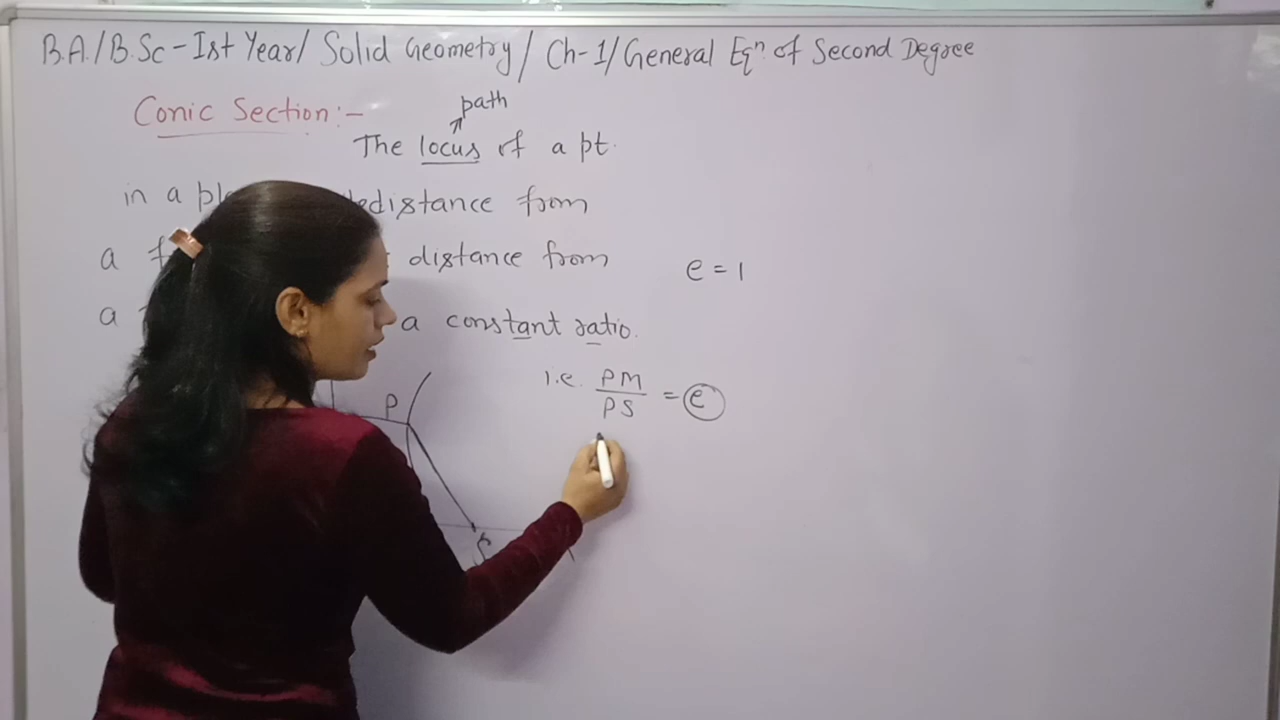 B.A./B.Sc - Ist Year/ Solid Geometry/ Ch-1/General Eqn. of Second Degree
Conic Section:-
path
The locus of a pt.
in a distance from
a distance from
e = 1
a a constant ratio.
i.e. PM/PS = e
P
S